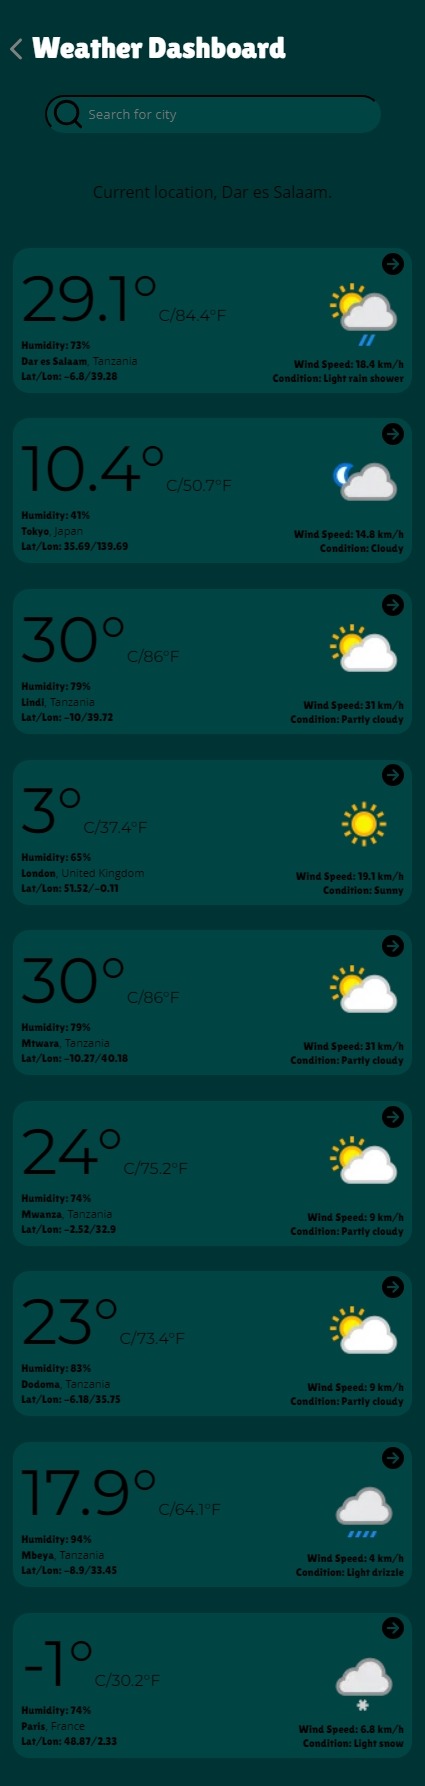 Weather Dashboard
Search for city
Current location, Dar es Salaam.
29.1° C/84.4°F
Humidity: 73%
Dar es Salaam, Tanzania
Lat/Lon: -6.8/39.28
Wind Speed: 18.4 km/h
Condition: Light rain shower
10.4° C/50.7°F
Humidity: 41%
Tokyo, Japan
Lat/Lon: 35.69/139.69
Wind Speed: 14.8 km/h
Condition: Cloudy
30° C/86°F
Humidity: 79%
Lindi, Tanzania
Lat/Lon: -10/39.72
Wind Speed: 31 km/h
Condition: Partly cloudy
3° C/37.4°F
Humidity: 65%
London, United Kingdom
Lat/Lon: 51.52/-0.11
Wind Speed: 19.1 km/h
Condition: Sunny
30° C/86°F
Humidity: 79%
Mtwara, Tanzania
Lat/Lon: -10.27/40.18
Wind Speed: 31 km/h
Condition: Partly cloudy
24° C/75.2°F
Humidity: 74%
Mwanza, Tanzania
Lat/Lon: -2.52/32.9
Wind Speed: 9 km/h
Condition: Partly cloudy
23° C/73.4°F
Humidity: 83%
Dodoma, Tanzania
Lat/Lon: -6.18/35.75
Wind Speed: 9 km/h
Condition: Partly cloudy
17.9° C/64.1°F
Humidity: 94%
Mbeya, Tanzania
Lat/Lon: -8.9/33.45
Wind Speed: 4 km/h
Condition: Light drizzle
-1° C/30.2°F
Humidity: 74%
Paris, France
Lat/Lon: 48.87/2.33
Wind Speed: 6.8 km/h
Condition: Light snow